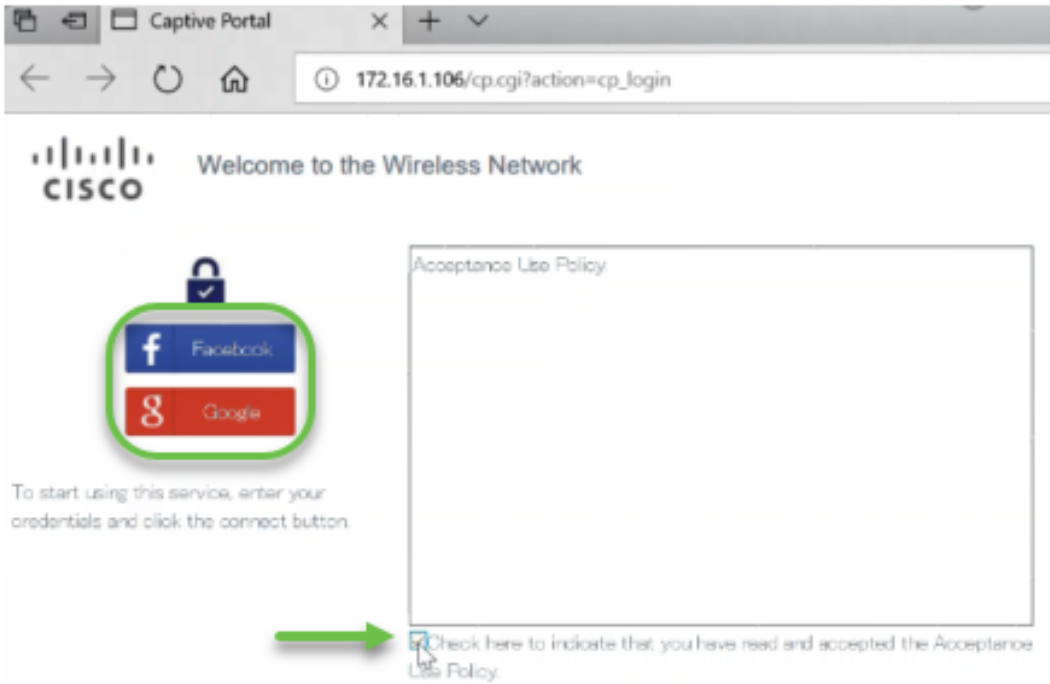 Captive Portal
172.16.1.106/cp.cgi?action=cp_login
CISCO
Welcome to the Wireless Network
Acceptance Use Policy.
f Facebook
g Google
To start using this service, enter your
credentials and click the connect button.
Check here to indicate that you have read and accepted the Acceptance
Use Policy.